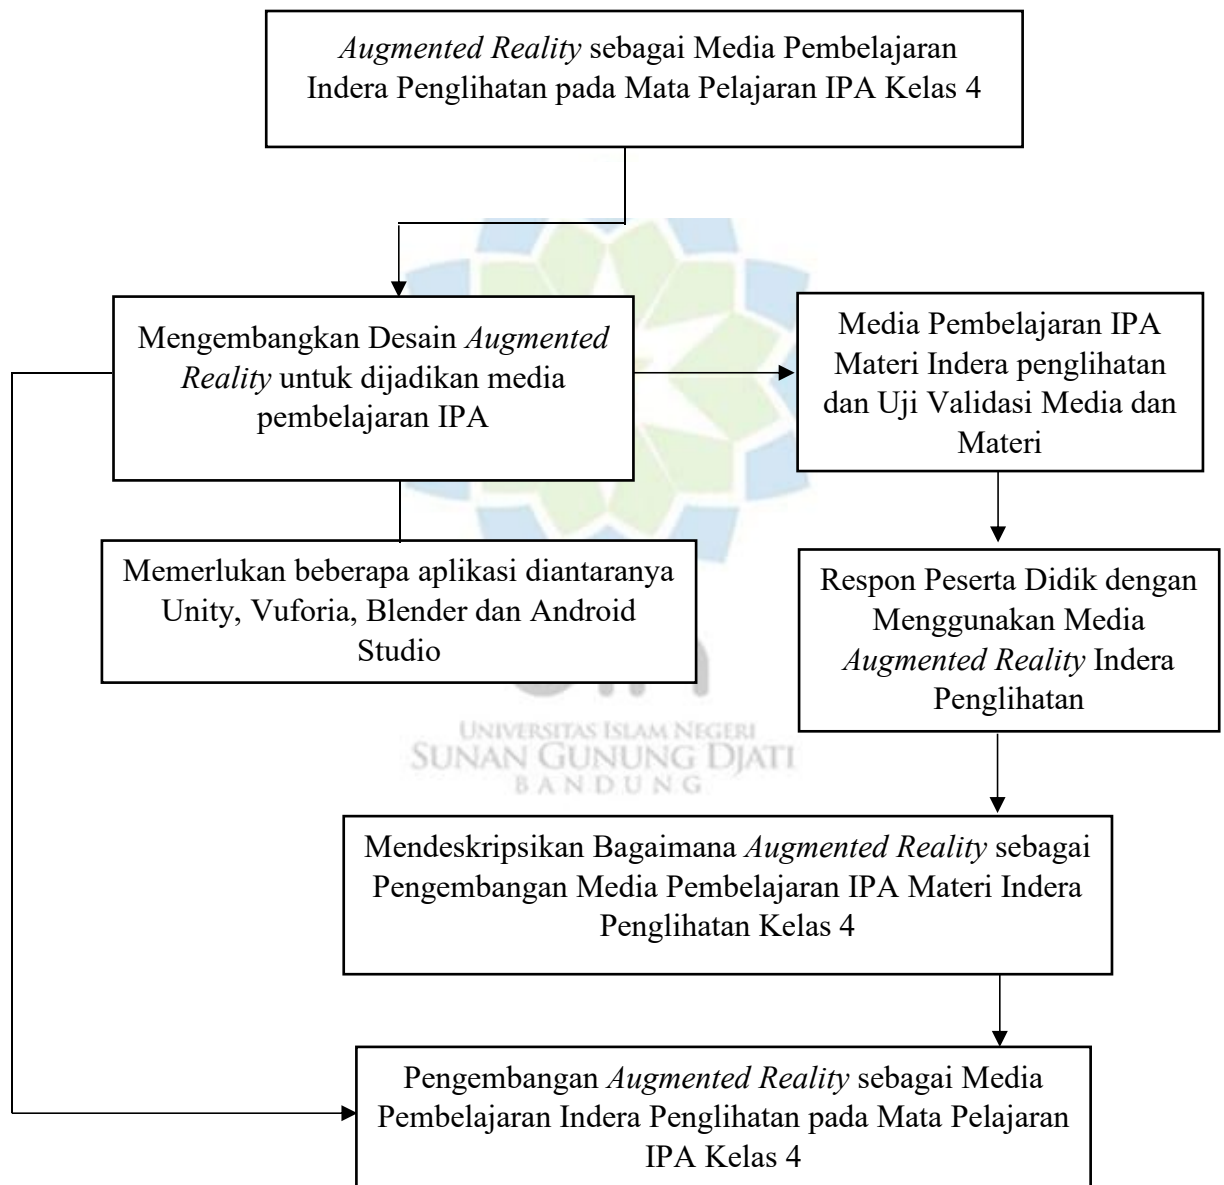 Augmented Reality sebagai Media Pembelajaran
Indera Penglihatan pada Mata Pelajaran IPA Kelas 4
Mengembangkan Desain Augmented
Reality untuk dijadikan media
pembelajaran IPA
Media Pembelajaran IPA
Materi Indera penglihatan
dan Uji Validasi Media dan
Materi
Memerlukan beberapa aplikasi diantaranya
Unity, Vuforia, Blender dan Android
Studio
Respon Peserta Didik dengan
Menggunakan Media
Augmented Reality Indera
Penglihatan
UNIVERSITAS ISLAM NEGERI
SUNAN GUNUNG DJATI
BANDUNG
Mendeskripsikan Bagaimana Augmented Reality sebagai
Pengembangan Media Pembelajaran IPA Materi Indera
Penglihatan Kelas 4
Pengembangan Augmented Reality sebagai Media
Pembelajaran Indera Penglihatan pada Mata Pelajaran
IPA Kelas 4